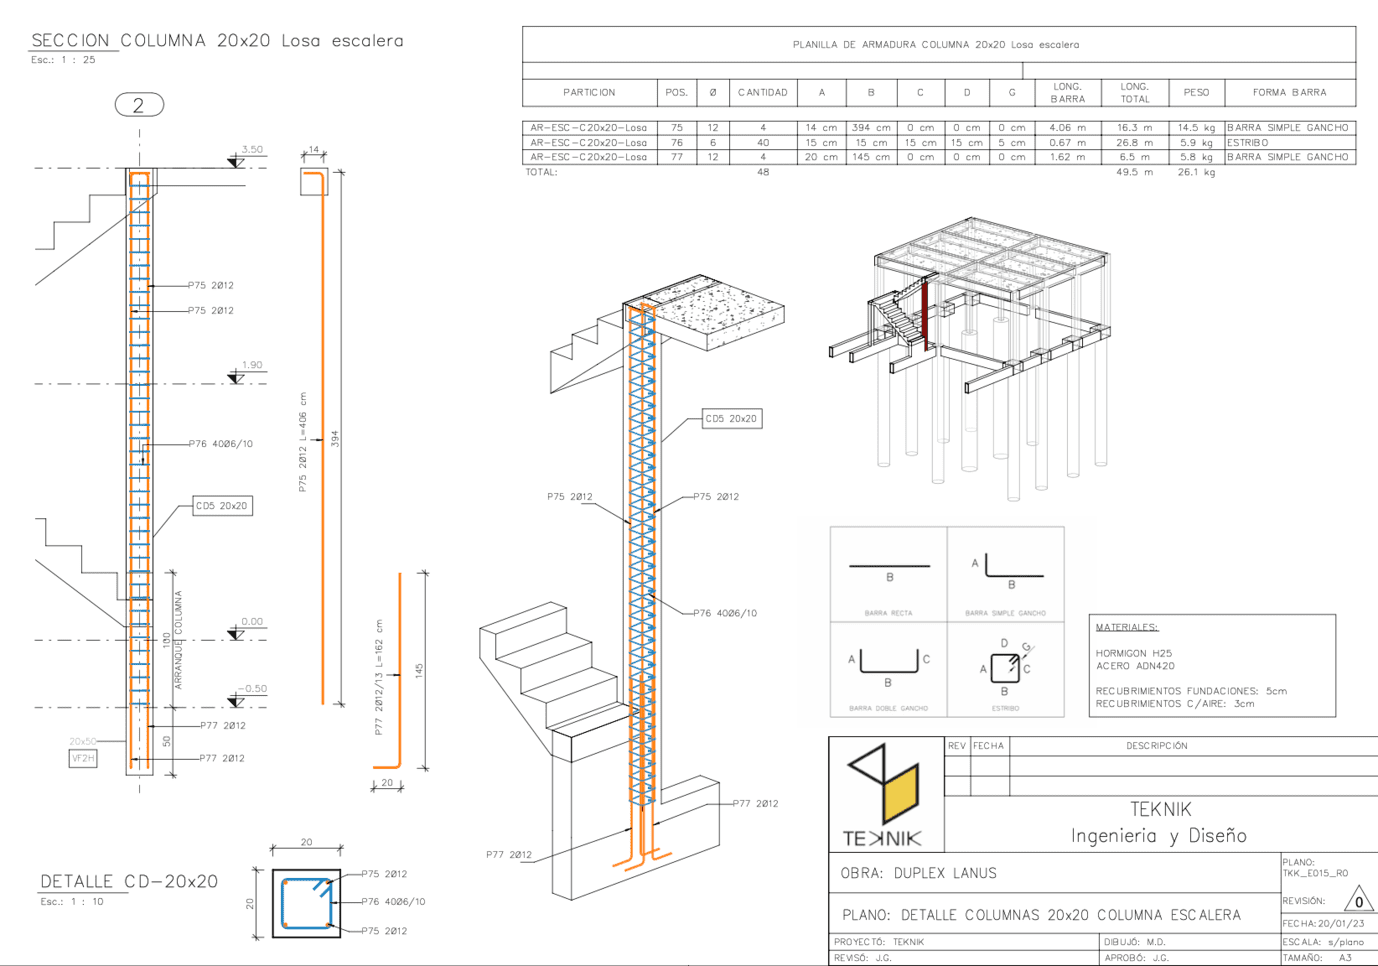 SECCION COLUMNA 20x20 Losa escalera
Esc.: 1 : 25
2
3.50
P75 2Ø12
P75 2Ø12
1.90
P76 40Ø6/10
CD5 20x20
0.00
100
ARRANQUE COLUMNA
-0.50
P77 2Ø12
20x50
50
VF2H
P77 2Ø12
14
P75 2Ø12 L=406 cm
394
P77 2Ø12/13 L=162 cm
145
20
DETALLE CD-20x20
Esc.: 1 : 10
20
20
P75 2Ø12
P76 40Ø6/10
P75 2Ø12
PLANILLA DE ARMADURA COLUMNA 20x20 Losa escalera
PARTICION POS. Ø CANTIDAD A B C D G LONG. BARRA LONG. TOTAL PESO FORMA BARRA
AR-ESC-C20x20-Losa 75 12 4 14 cm 394 cm 0 cm 0 cm 0 cm 4.06 m 16.3 m 14.5 kg BARRA SIMPLE GANCHO
AR-ESC-C20x20-Losa 76 6 40 15 cm 15 cm 15 cm 15 cm 5 cm 0.67 m 26.8 m 5.9 kg ESTRIBO
AR-ESC-C20x20-Losa 77 12 4 20 cm 145 cm 0 cm 0 cm 0 cm 1.62 m 6.5 m 5.8 kg BARRA SIMPLE GANCHO
TOTAL: 48 49.5 m 26.1 kg
CD5 20x20
P75 2Ø12
P75 2Ø12
P76 40Ø6/10
P77 2Ø12
P77 2Ø12
B
BARRA RECTA
A
B
BARRA SIMPLE GANCHO
A
C
B
BARRA DOBLE GANCHO
D
G
A
C
B
ESTRIBO
MATERIALES:
HORMIGON H25
ACERO ADN420
RECUBRIMIENTOS FUNDACIONES: 5cm
RECUBRIMIENTOS C/AIRE: 3cm
TEKNIK
REV FECHA DESCRIPCIÓN
TEKNIK
Ingenieria y Diseño
OBRA: DUPLEX LANUS
PLANO:
TKK_E015_R0
REVISIÓN: 0
PLANO: DETALLE COLUMNAS 20x20 COLUMNA ESCALERA
FECHA: 20/01/23
PROYECTÓ: TEKNIK
DIBUJÓ: M.D.
ESCALA: s/plano
REVISÓ: J.G.
APROBÓ: J.G.
TAMAÑO: A3